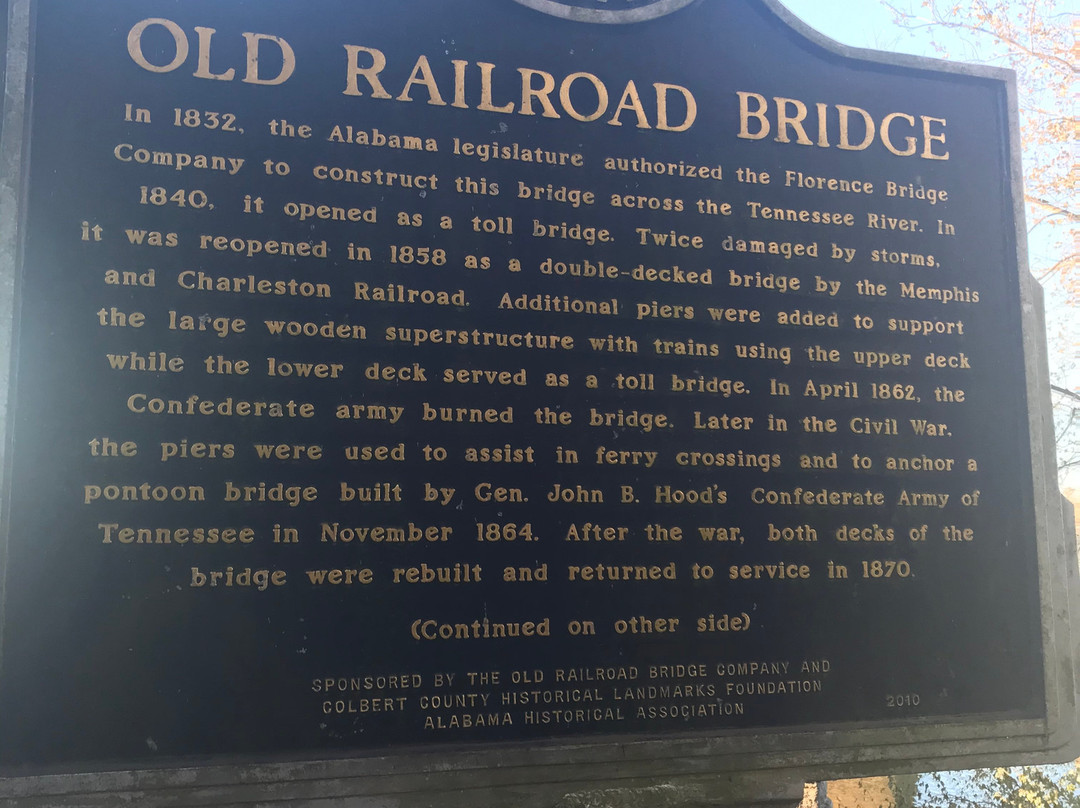 OLD RAILROAD BRIDGE
In 1832, the Alabama legislature authorized the Florence Bridge
Company to construct this bridge across the Tennessee River. In
1840, it opened as a toll bridge. Twice damaged by storms,
it was reopened in 1858 as a double-decked bridge by the Memphis
and Charleston Railroad. Additional piers were added to support
the large wooden superstructure with trains using the upper deck
while the lower deck served as a toll bridge. In April 1862, the
Confederate army burned the bridge. Later in the Civil War,
the piers were used to assist in ferry crossings and to anchor a
pontoon bridge built by Gen. John B. Hood's Confederate Army of
Tennessee in November 1864. After the war, both decks of the
bridge were rebuilt and returned to service in 1870.
(Continued on other side)
SPONSORED BY THE OLD RAILROAD BRIDGE COMPANY AND
COLBERT COUNTY HISTORICAL LANDMARKS FOUNDATION
ALABAMA HISTORICAL ASSOCIATION 2010